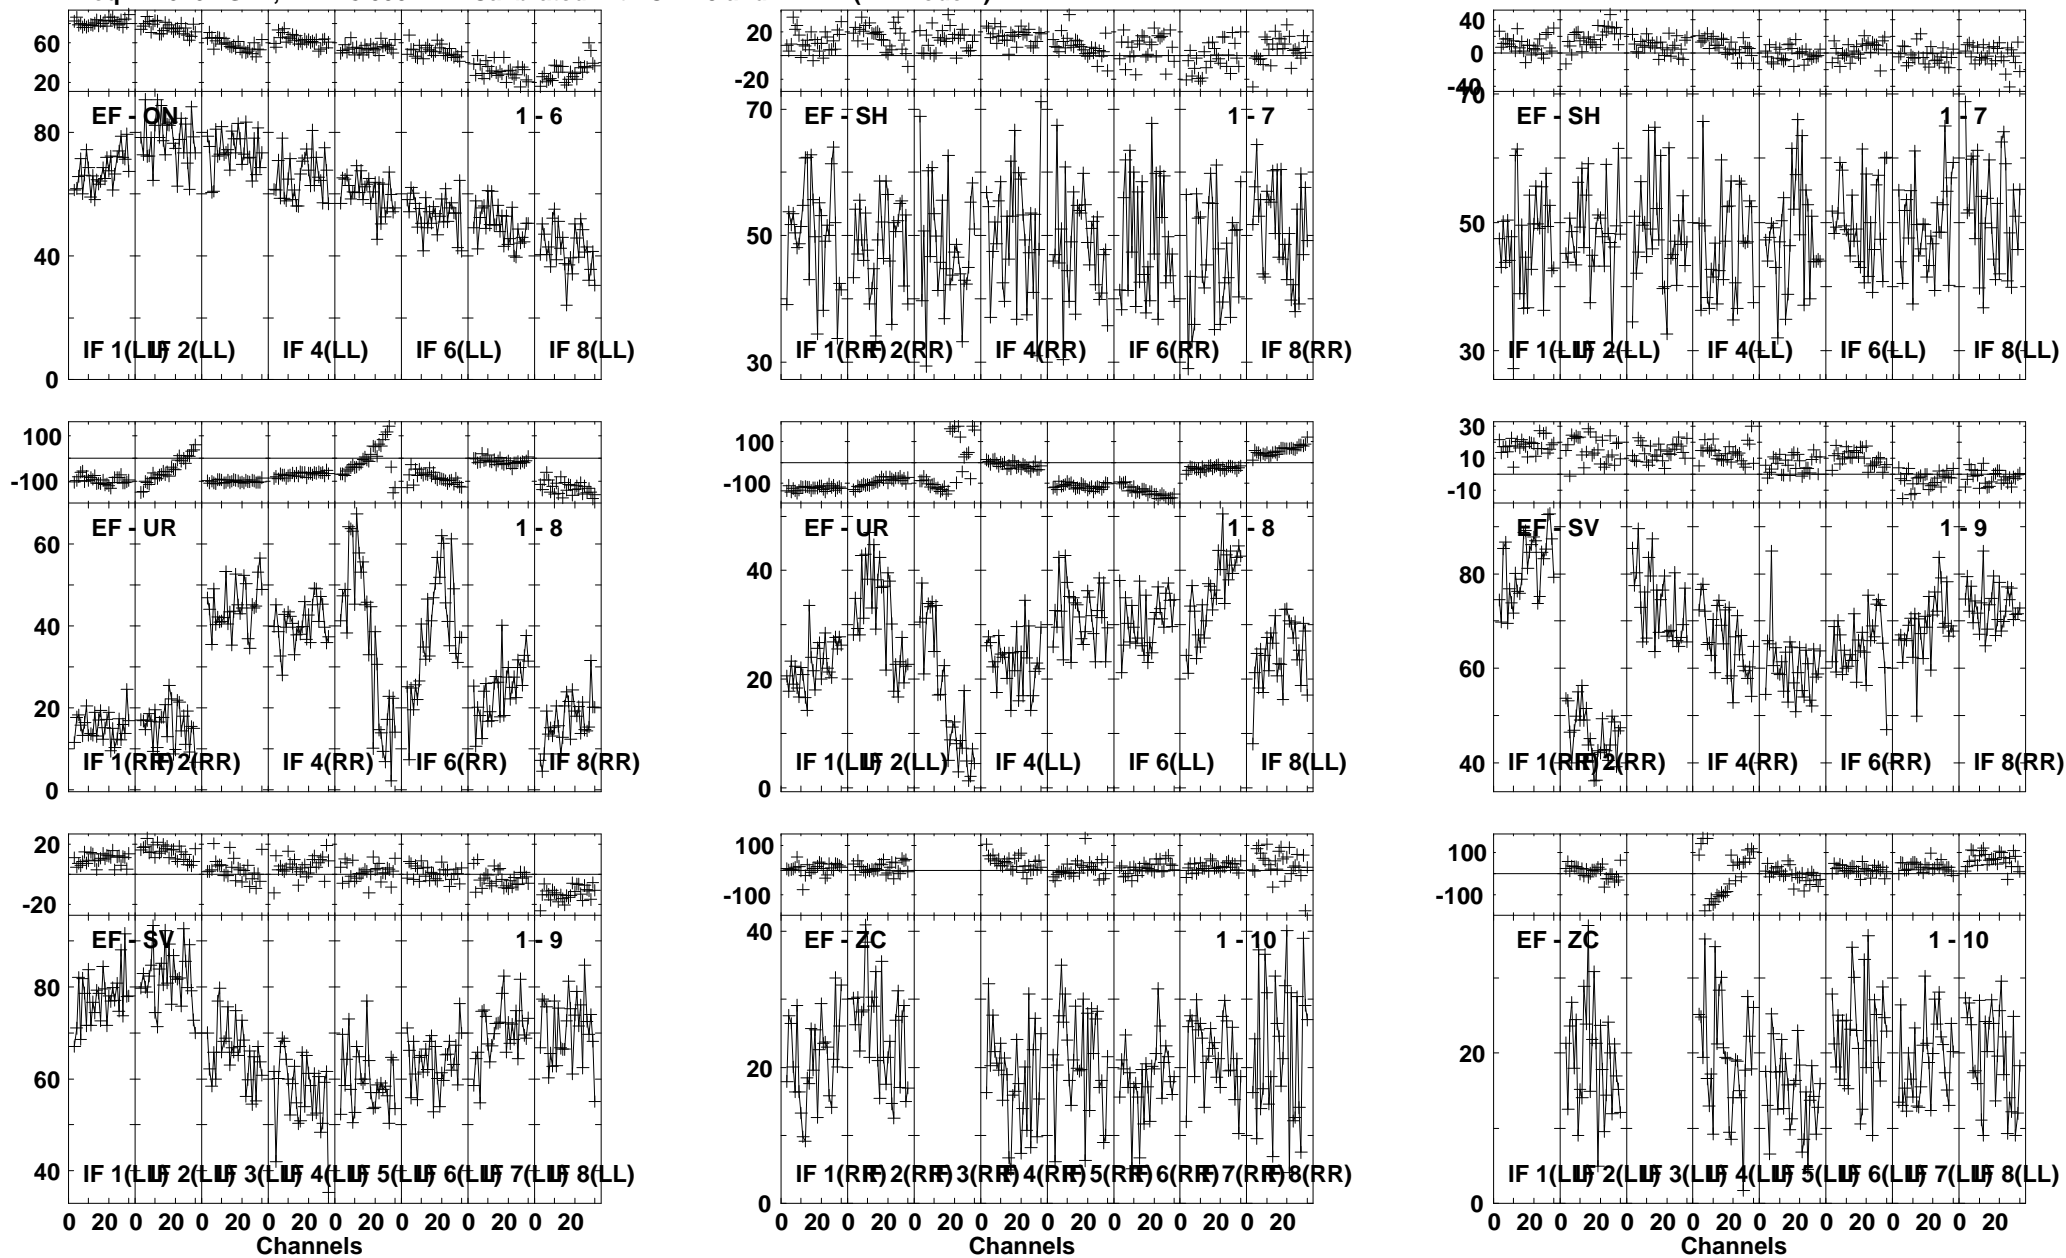 60
20
EF - ON
1 - 6
80
40
0
IF 1(LL)
IF 2(LL)
IF 4(LL)
IF 6(LL)
IF 8(LL)
20
-20
70
EF - SH
1 - 7
50
30
IF 1(RR)
IF 2(RR)
IF 4(RR)
IF 6(RR)
IF 8(RR)
40
0
-40
70
EF - SH
1 - 7
50
30
IF 1(LL)
IF 2(LL)
IF 4(LL)
IF 6(LL)
IF 8(LL)
100
-100
EF - UR
1 - 8
60
40
20
0
IF 1(RR)
IF 2(RR)
IF 4(RR)
IF 6(RR)
IF 8(RR)
100
-100
EF - UR
1 - 8
40
20
0
IF 1(LL)
IF 2(LL)
IF 4(LL)
IF 6(LL)
IF 8(LL)
30
10
-10
EF - SV
1 - 9
80
60
40
IF 1(RR)
IF 2(RR)
IF 4(RR)
IF 6(RR)
IF 8(RR)
20
-20
EF - SV
1 - 9
80
60
40
IF 1(LL)
IF 2(LL)
IF 3(LL)
IF 4(LL)
IF 5(LL)
IF 6(LL)
IF 7(LL)
IF 8(LL)
0 20 0 20 0 20 0 20 0 20 0 20 0 20 0 20
Channels
100
-100
EF - ZC
1 - 10
40
20
0
IF 1(RR)
IF 2(RR)
IF 3(RR)
IF 4(RR)
IF 5(RR)
IF 6(RR)
IF 7(RR)
IF 8(RR)
0 20 0 20 0 20 0 20 0 20 0 20 0 20 0 20
Channels
100
-100
EF - ZC
1 - 10
20
0
IF 1(LL)
IF 2(LL)
IF 3(LL)
IF 4(LL)
IF 5(LL)
IF 6(LL)
IF 7(LL)
IF 8(LL)
0 20 0 20 0 20 0 20 0 20 0 20 0 20 0 20
Channels